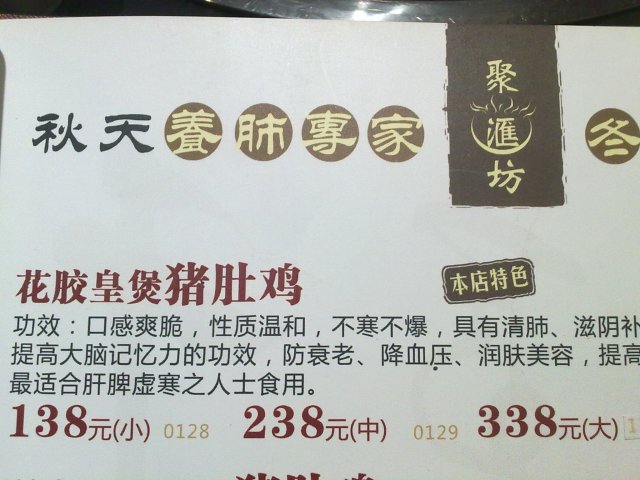 秋天養肺專家
聚滙坊
冬
花胶皇煲猪肚鸡
本店特色
功效：口感爽脆，性质温和，不寒不爆，具有清肺、滋阴补
提高大脑记忆力的功效，防衰老、降血压、润肤美容，提高
最适合肝脾虚寒之人士食用。
138元(小) 0128 238元(中) 0129 338元(大) 1